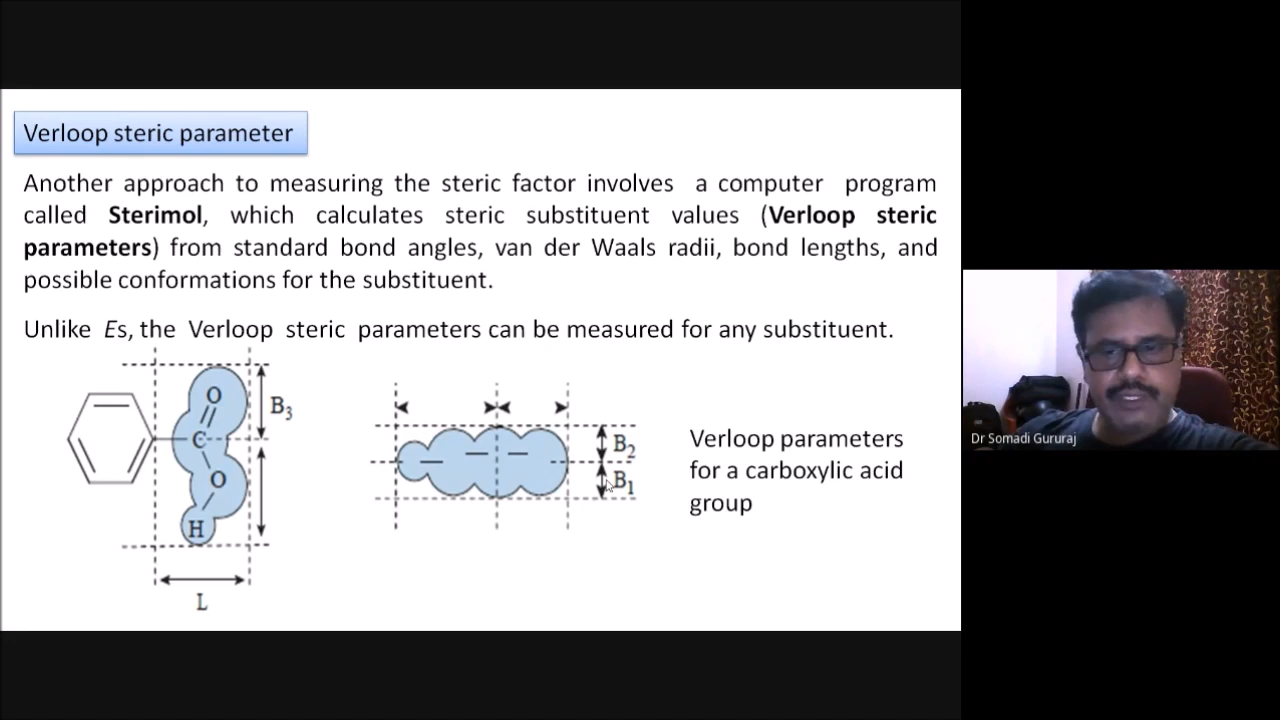 Verloop steric parameter
Another approach to measuring the steric factor involves a computer program
called Sterimol, which calculates steric substituent values (Verloop steric
parameters) from standard bond angles, van der Waals radii, bond lengths, and
possible conformations for the substituent.
Unlike Es, the Verloop steric parameters can be measured for any substituent.
O
C
O
H
B3
L
B2
B1
Verloop parameters
for a carboxylic acid
group
Dr Somadi Gururaj